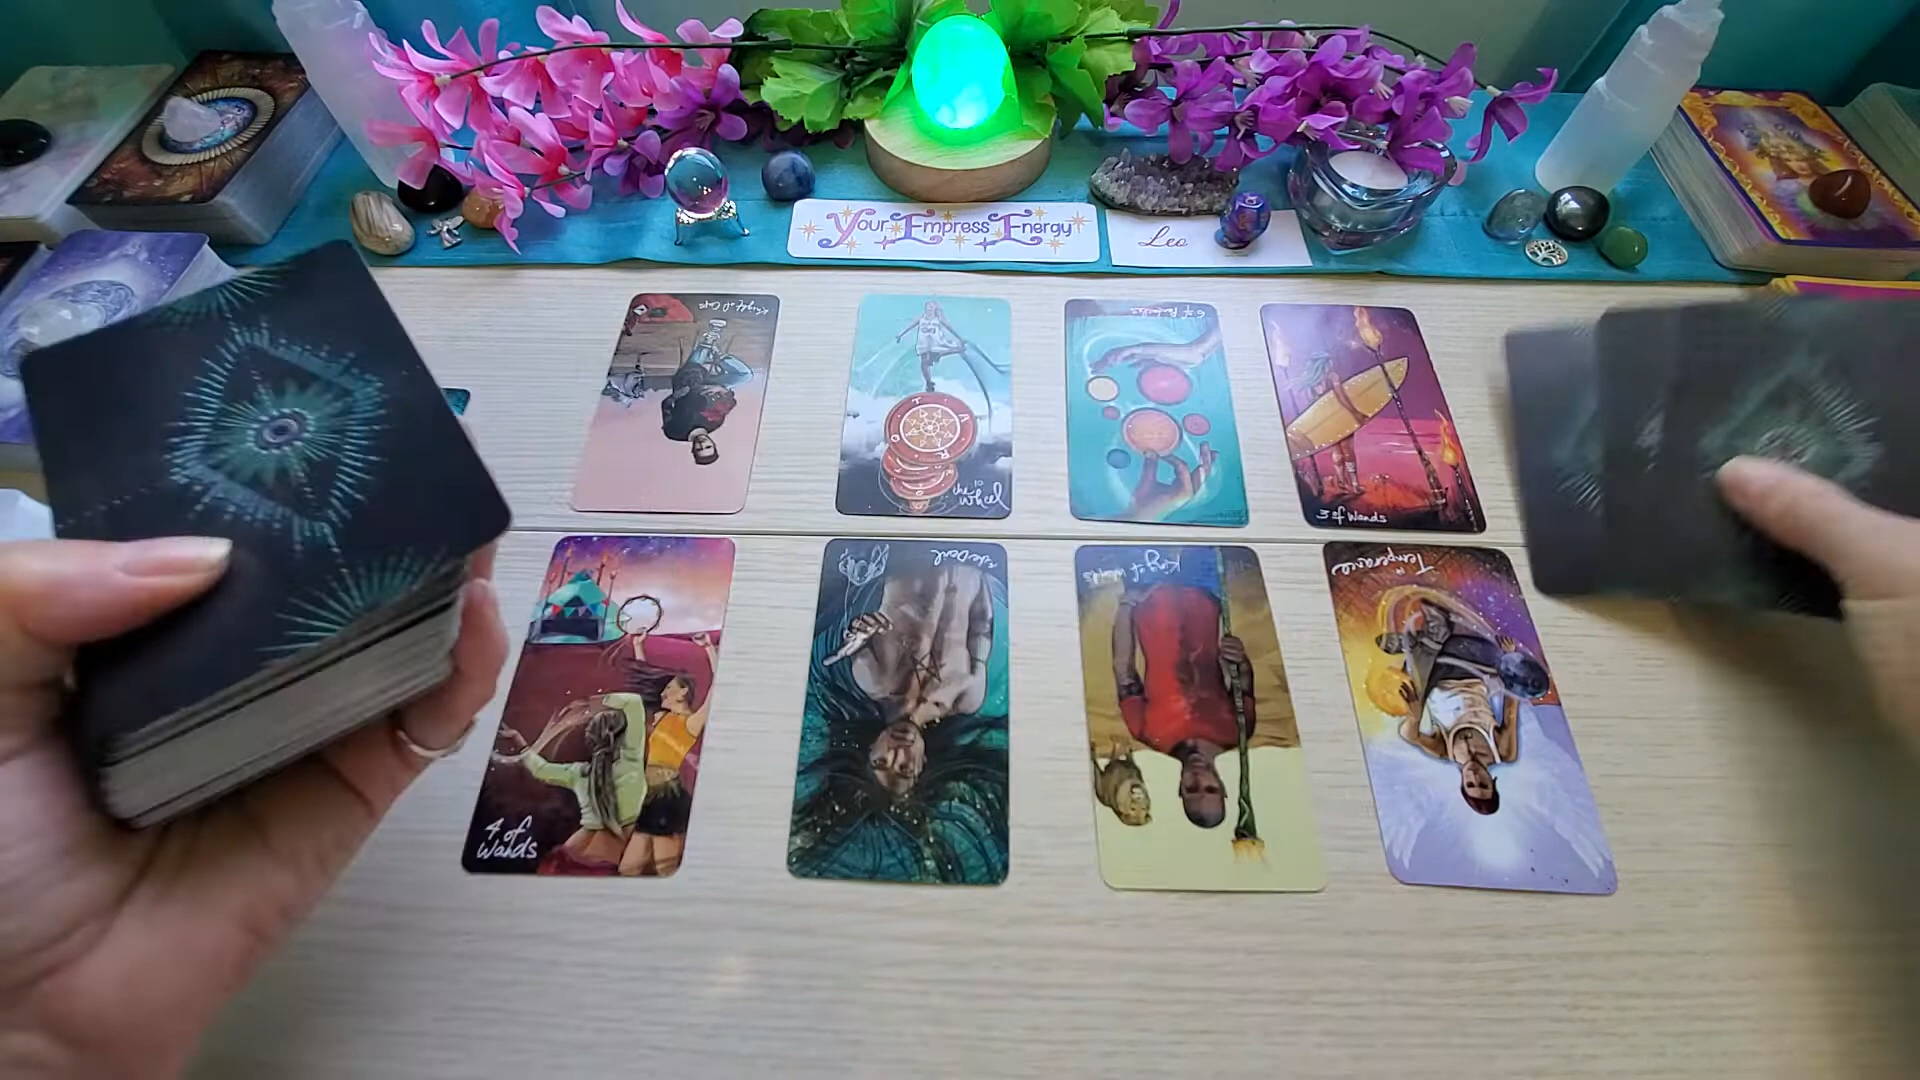 Your Empress Energy
Leo
Knight of Cups
the 10 Wheel
6 of Pentacles
3 of Wands
4 of
Wands
the Devil
King of Wands
Temperance